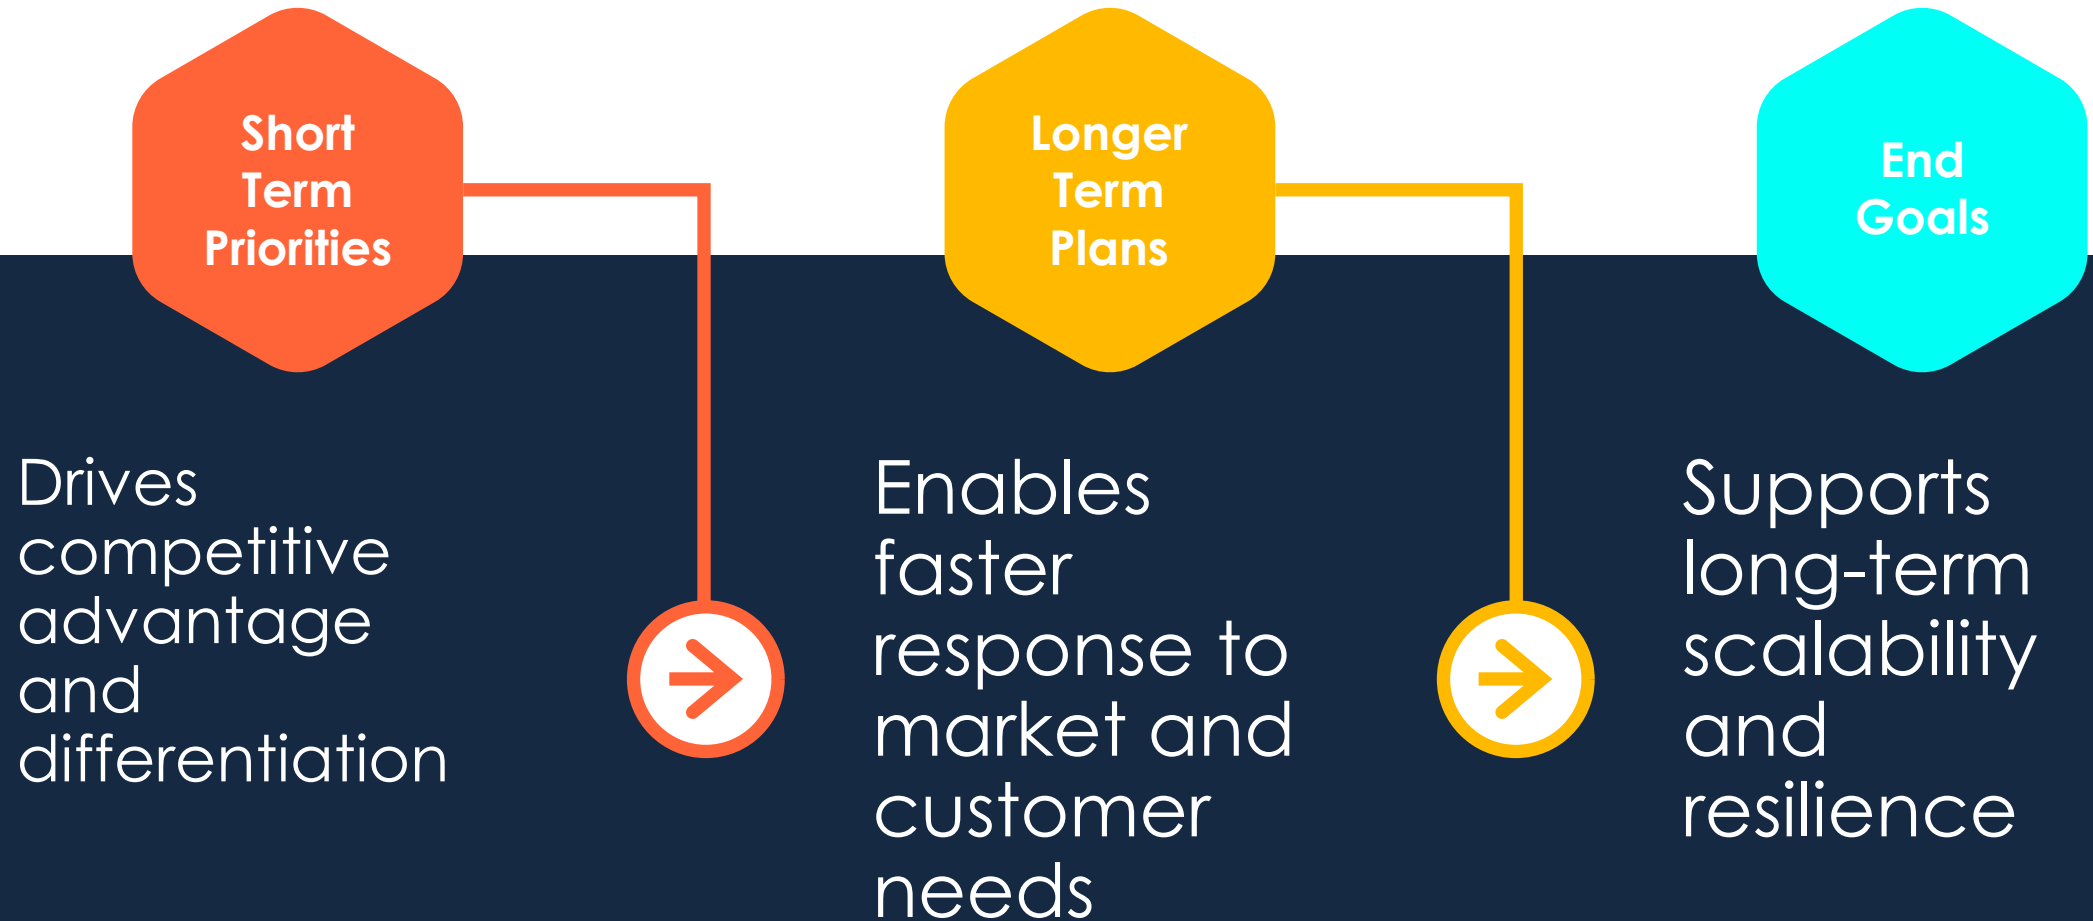 Short
Term
Priorities
Longer
Term
Plans
End
Goals
Drives
competitive
advantage
and
differentiation
Enables
faster
response to
market and
customer
needs
Supports
long-term
scalability
and
resilience